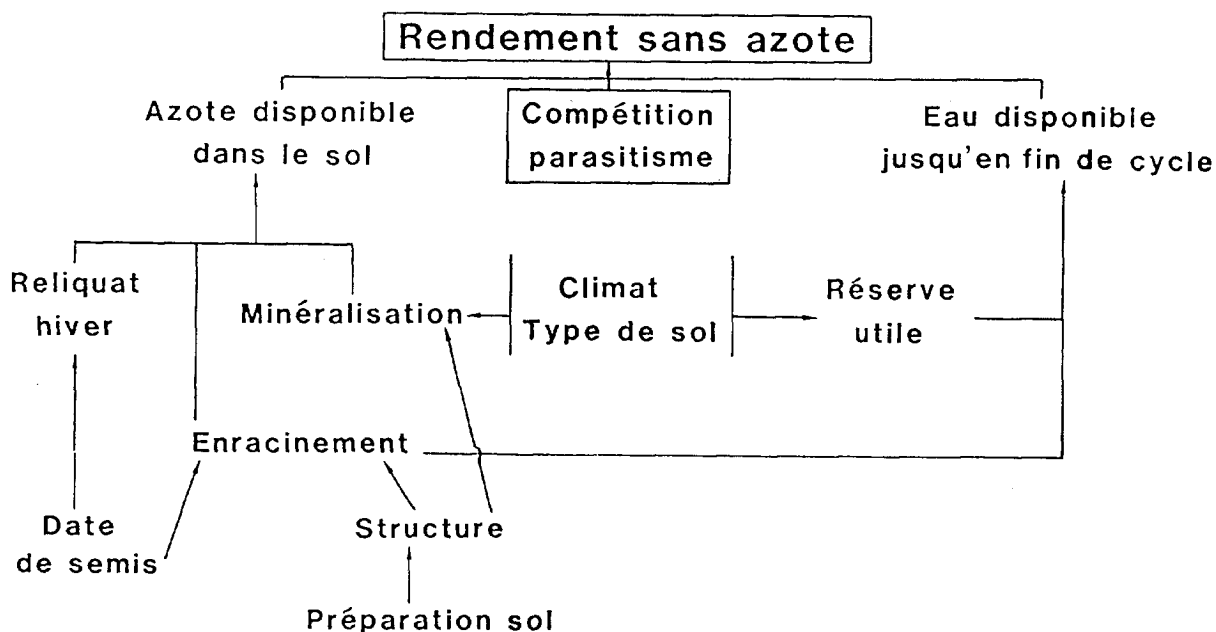 Rendement sans azote
Azote disponible
dans le sol
Compétition
parasitisme
Eau disponible
jusqu'en fin de cycle
Reliquat
hiver
Minéralisation
Climat
Type de sol
Réserve
utile
Enracinement
Date
de semis
Structure
Préparation sol